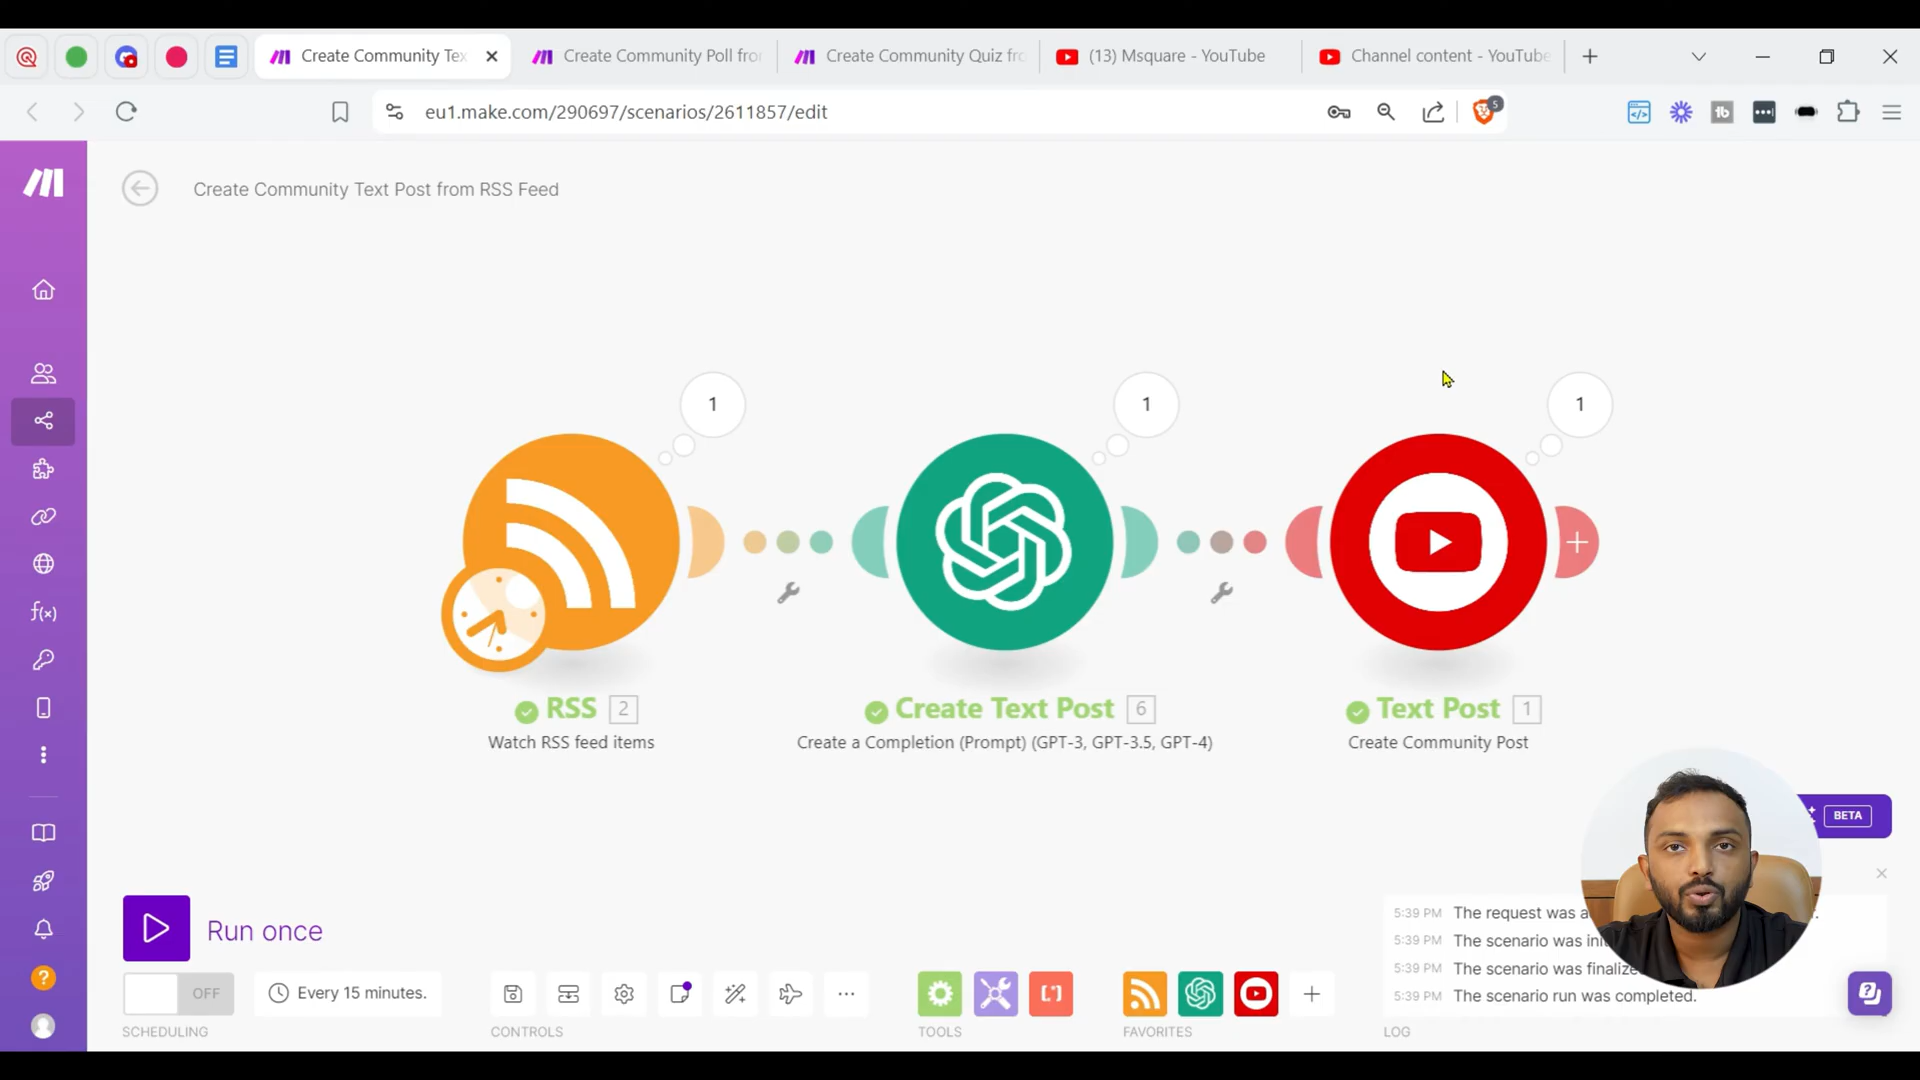 Create Community Tex
Create Community Poll fror
Create Community Quiz fro
(13) Msquare - YouTube
Channel content - YouTube
eu1.make.com/290697/scenarios/2611857/edit
5
Create Community Text Post from RSS Feed
1
1
1
RSS 2
Watch RSS feed items
Create Text Post 6
Create a Completion (Prompt) (GPT-3, GPT-3.5, GPT-4)
Text Post 1
Create Community Post
BETA
Run once
OFF
Every 15 minutes.
SCHEDULING
CONTROLS
TOOLS
FAVORITES
LOG
5:39 PM The request was a
5:39 PM The scenario was init
5:39 PM The scenario was finalize
5:39 PM The scenario run was completed.